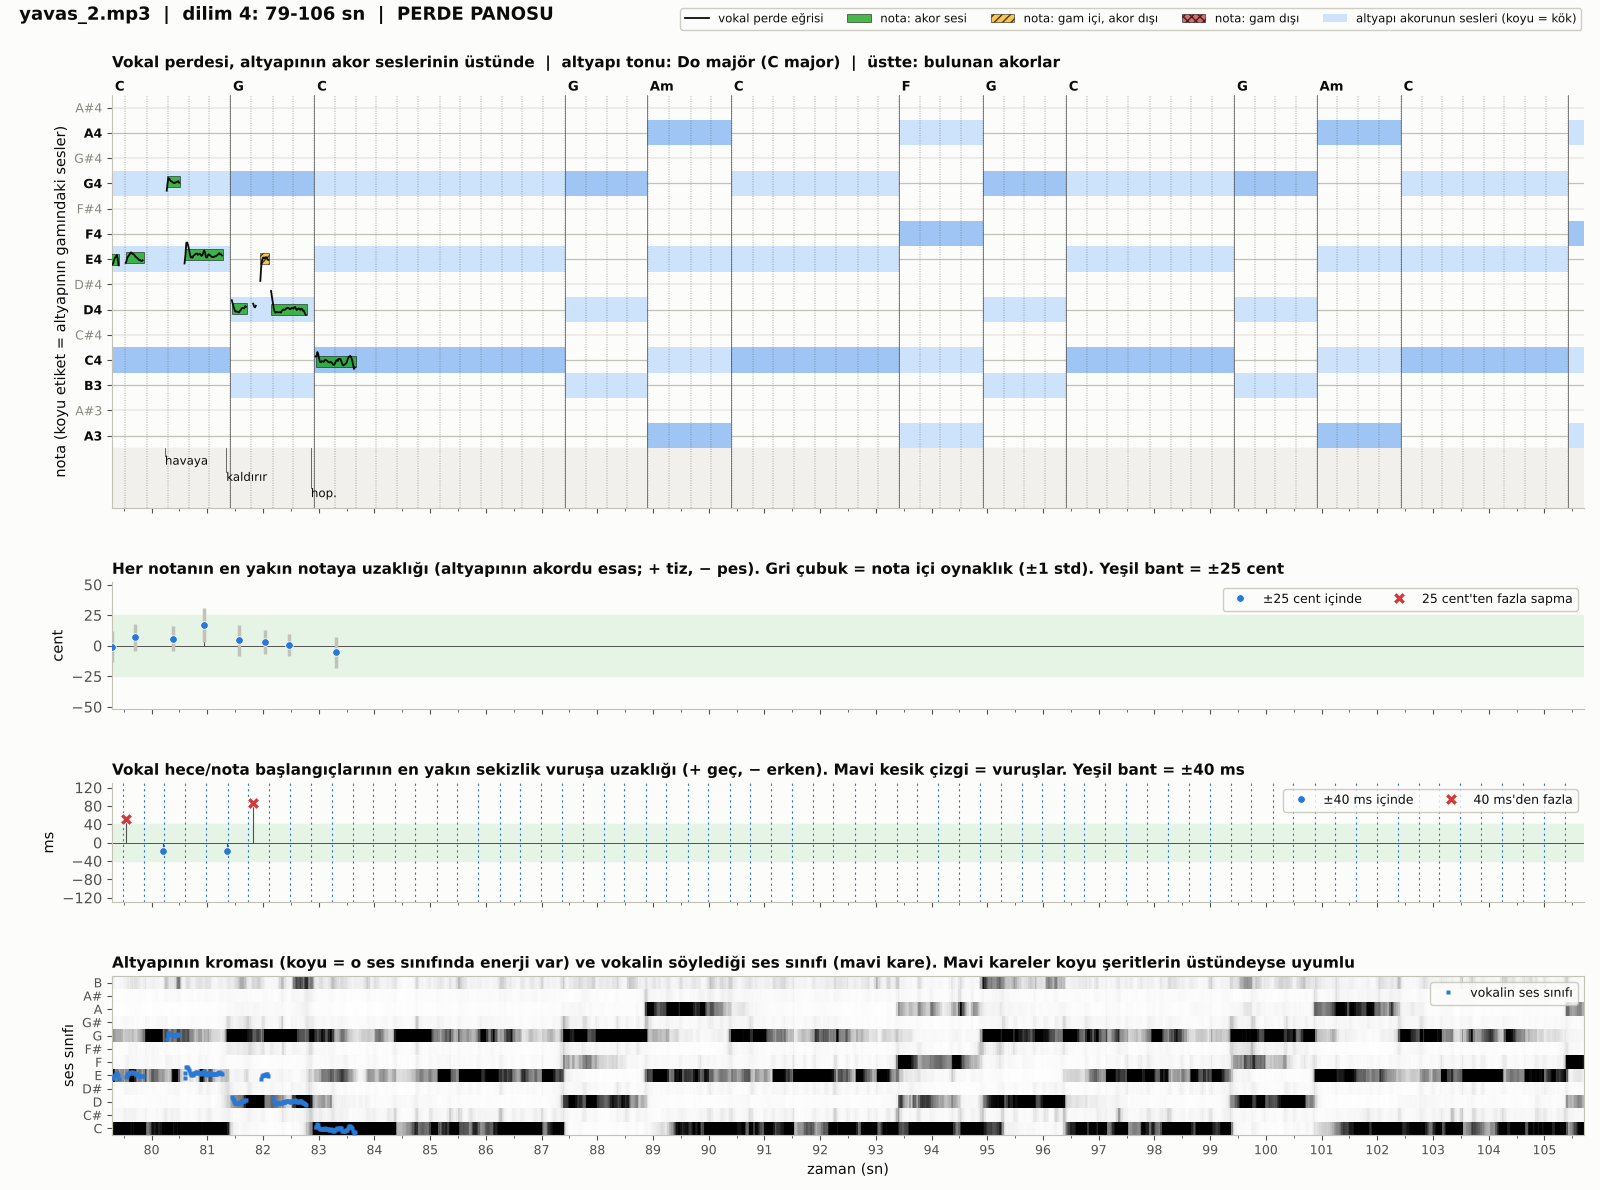 yavas_2.mp3 | dilim 4: 79-106 sn | PERDE PANOSU
vokal perde eğrisi
nota: akor sesi
nota: gam içi, akor dışı
nota: gam dışı
altyapı akorunun sesleri (koyu = kök)
Vokal perdesi, altyapının akor seslerinin üstünde | altyapı tonu: Do majör (C major) | üstte: bulunan akorlar
C G C G Am C F G C G Am C
nota (koyu etiket = altyapının gamındaki sesler)
A#4
A4
G#4
G4
F#4
F4
E4
D#4
D4
C#4
C4
B3
A#3
A3
havaya
kaldırır
hop.
Her notanın en yakın notaya uzaklığı (altyapının akordu esas; + tiz, − pes). Gri çubuk = nota içi oynaklık (±1 std). Yeşil bant = ±25 cent
cent
50
25
0
−25
−50
±25 cent içinde
25 cent'ten fazla sapma
Vokal hece/nota başlangıçlarının en yakın sekizlik vuruşa uzaklığı (+ geç, − erken). Mavi kesik çizgi = vuruşlar. Yeşil bant = ±40 ms
ms
120
80
40
0
−40
−80
−120
±40 ms içinde
40 ms'den fazla
Altyapının kroması (koyu = o ses sınıfında enerji var) ve vokalin söylediği ses sınıfı (mavi kare). Mavi kareler koyu şeritlerin üstündeyse uyumlu
ses sınıfı
B
A#
A
G#
G
F#
F
E
D#
D
C#
C
vokalin ses sınıfı
80 81 82 83 84 85 86 87 88 89 90 91 92 93 94 95 96 97 98 99 100 101 102 103 104 105
zaman (sn)